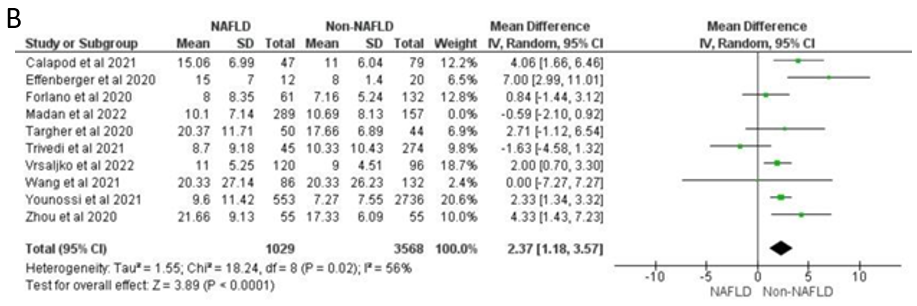 B
NAFLD Non-NAFLD Mean Difference Mean Difference
Study or Subgroup Mean SD Total Mean SD Total Weight IV, Random, 95% CI IV, Random, 95% CI
Calapod et al 2021 15.06 6.99 47 11 6.04 79 12.2% 4.06 [1.66, 6.46]
Effenberger et al 2020 15 7 12 8 1.4 20 6.6% 7.00 [2.99, 11.01]
Forlano et al 2020 8 8.35 61 7.16 5.24 132 12.8% 0.84 [-1.44, 3.12]
Madan et al 2022 10.1 7.14 289 10.69 8.13 157 0.0% -0.59 [-2.10, 0.92]
Targher et al 2020 20.37 11.71 50 17.66 6.89 44 7.1% 2.71 [-1.12, 6.54]
Trivedi et al 2021 8.7 9.18 45 10.33 10.43 274 9.7% -1.63 [-4.58, 1.32]
Vrsaljko et al 2022 11 5.25 120 9 4.51 96 18.7% 2.00 [0.70, 3.30]
Wang et al 2021 20.33 27.14 86 20.33 26.23 132 2.4% 0.00 [-7.27, 7.27]
Younossi et al 2021 9.6 11.42 553 7.27 7.55 2736 20.6% 2.33 [1.34, 3.32]
Zhou et al 2020 21.66 9.13 55 17.33 6.09 55 10.0% 4.33 [1.43, 7.23]
Total (95% CI) 1029 3568 100.0% 2.37 [1.18, 3.57]
Heterogeneity: Tau² = 1.55; Chi² = 18.24, df = 8 (P = 0.02); I² = 56%
Test for overall effect: Z = 3.89 (P < 0.0001)
-10 -5 0 5 10
NAFLD Non-NAFLD